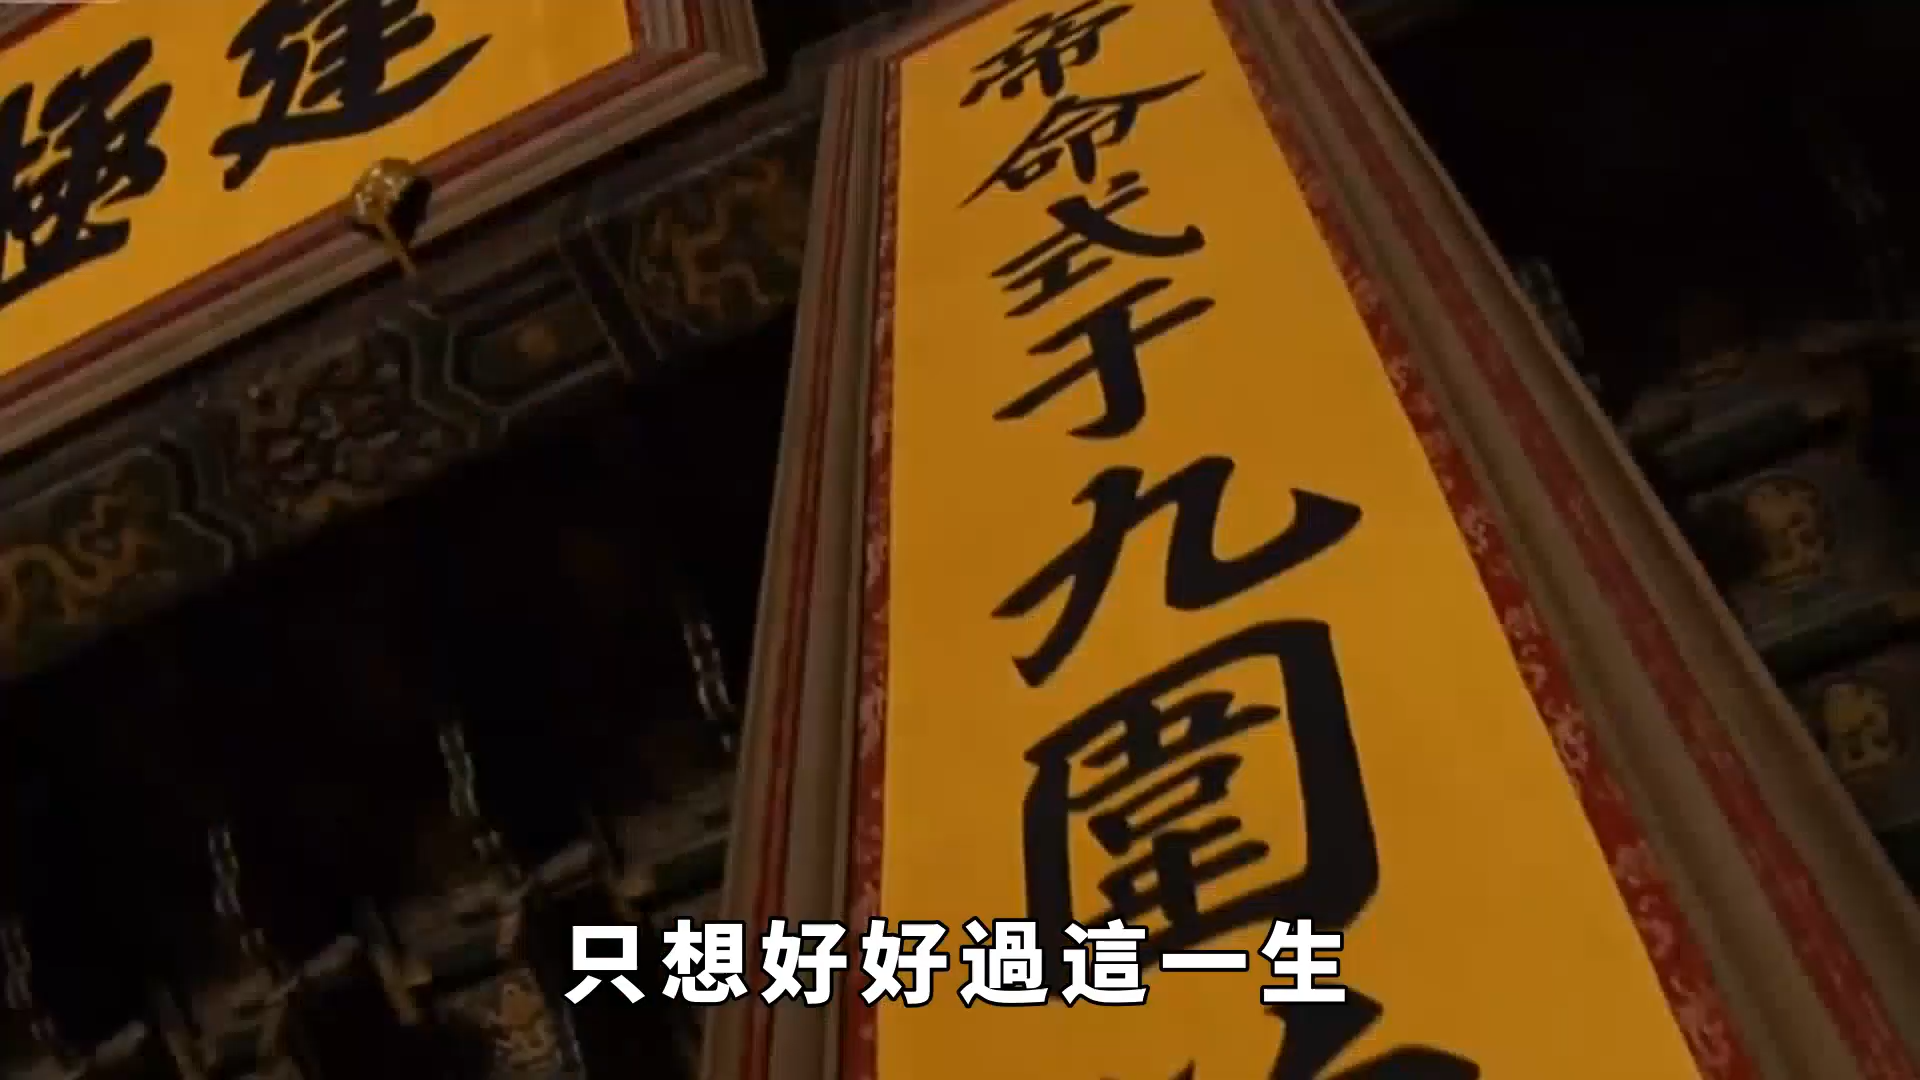 建極
帝命式于九圍
只想好好過這一生